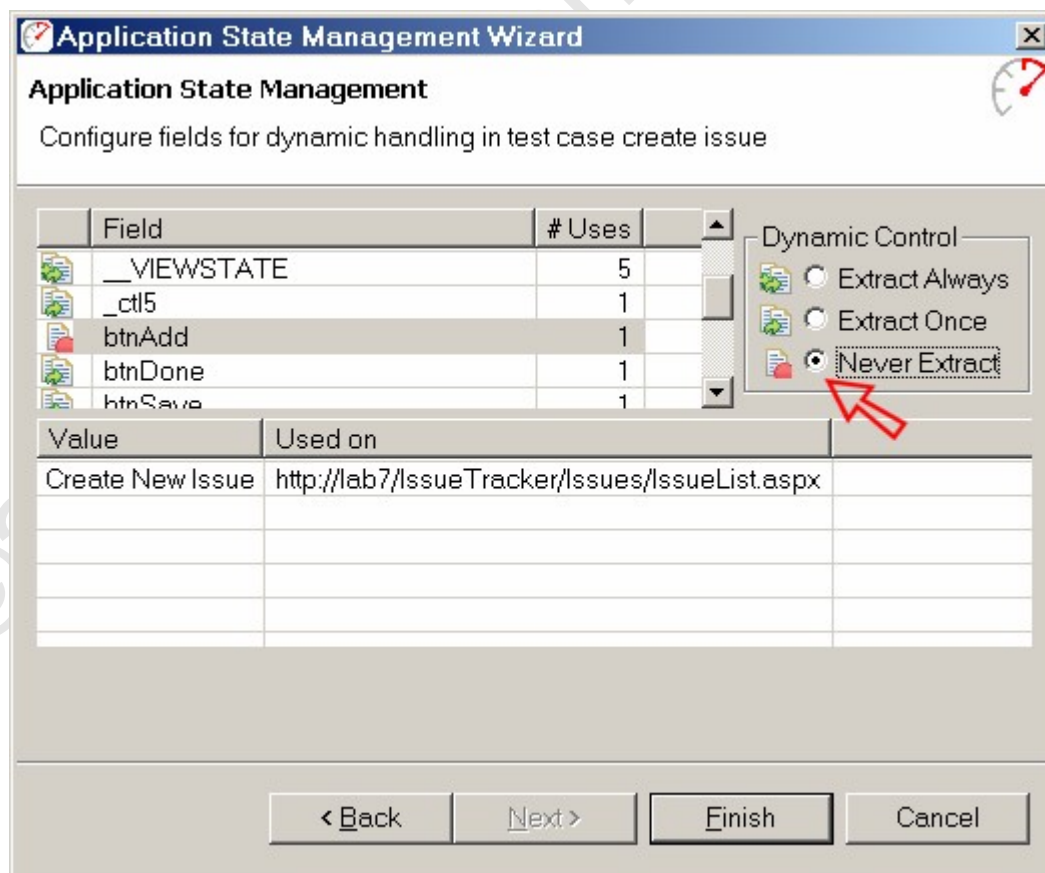 Application State Management Wizard
Application State Management
Configure fields for dynamic handling in test case create issue
Field # Uses
__VIEWSTATE 5
_ctl5 1
btnAdd 1
btnDone 1
btnSave 1
Dynamic Control
Extract Always
Extract Once
Never Extract
Value Used on
Create New Issue http://lab7/IssueTracker/Issues/IssueList.aspx
< Back Next > Finish Cancel